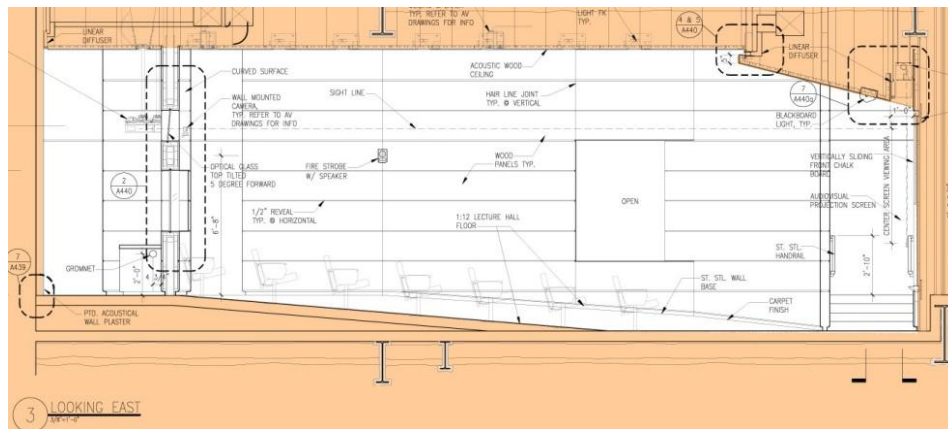 LINEAR
DIFFUSER
TYP. REFER TO AV
DRAWINGS FOR INFO
LIGHT FK
TYP.
4 & 5
A440
LINEAR
DIFFUSER
CURVED SURFACE
ACOUSTIC WOOD
CEILING
WALL MOUNTED
CAMERA,
TYP. REFER TO AV
DRAWINGS FOR INFO
SIGHT LINE
HAIR LINE JOINT
TYP. @ VERTICAL
7
A440a
BLACKBOARD
LIGHT, TYP.
1'-0"
OPTICAL GLASS
TOP TILTED
5 DEGREE FORWARD
FIRE STROBE
W/ SPEAKER
WOOD
PANELS TYP.
VERTICALLY SLIDING
FRONT CHALK
BOARD
2
A440
CENTER SCREEN VIEWING AREA
6'-8"
1/2" REVEAL
TYP. @ HORIZONTAL
1:12 LECTURE HALL
FLOOR
OPEN
AUDIOVISUAL
PROJECTION SCREEN
7
A439
GROMMET
2'-0"
ST. STL.
HANDRAIL
2'-10"
ST. STL. WALL
BASE
CARPET
FINISH
PTD. ACOUSTICAL
WALL PLASTER
3
LOOKING EAST